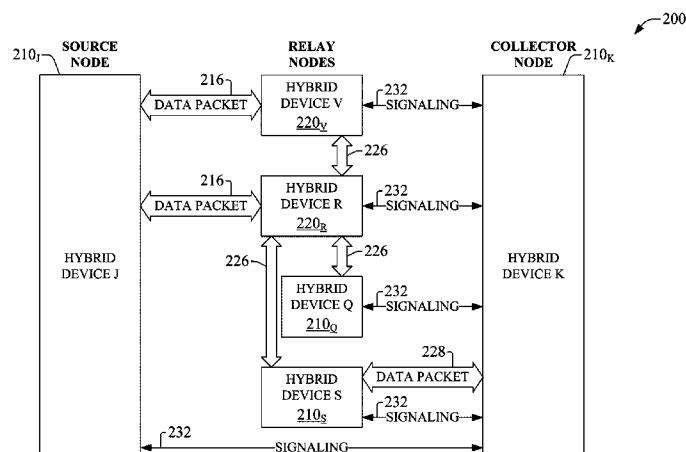 200
SOURCE NODE
RELAY NODES
COLLECTOR NODE
210J
210K
HYBRID DEVICE J
216
DATA PACKET
HYBRID DEVICE V
220V
232
SIGNALING
226
216
DATA PACKET
HYBRID DEVICE R
220R
232
SIGNALING
226
226
HYBRID DEVICE Q
210Q
232
SIGNALING
HYBRID DEVICE K
228
DATA PACKET
HYBRID DEVICE S
210S
232
SIGNALING
232
SIGNALING